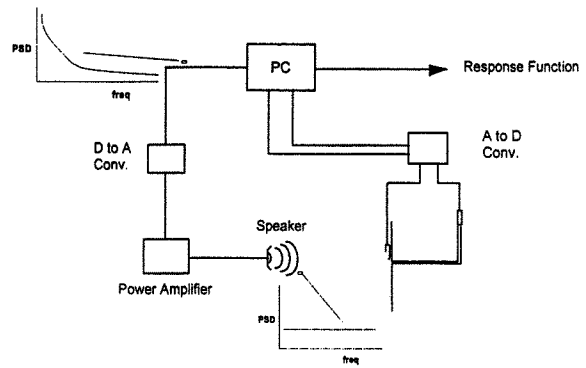 PSD
freq
PC
Response Function
D to A
Conv.
A to D
Conv.
Speaker
Power Amplifier
PSD
freq